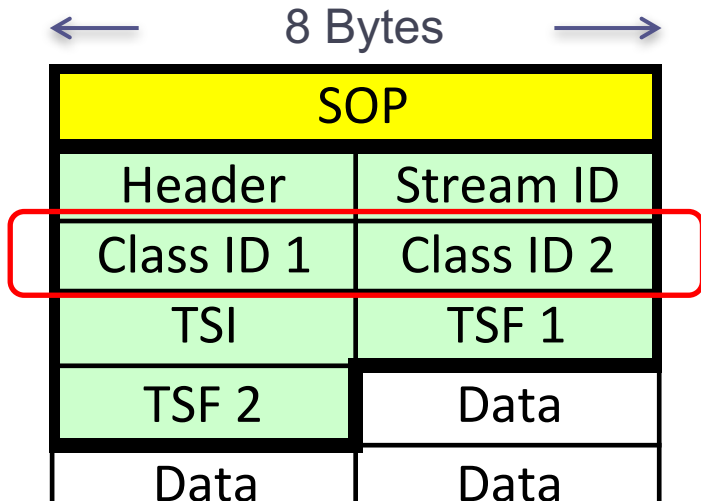 8 Bytes
SOP
Header Stream ID
Class ID 1 Class ID 2
TSI TSF 1
TSF 2 Data
Data Data